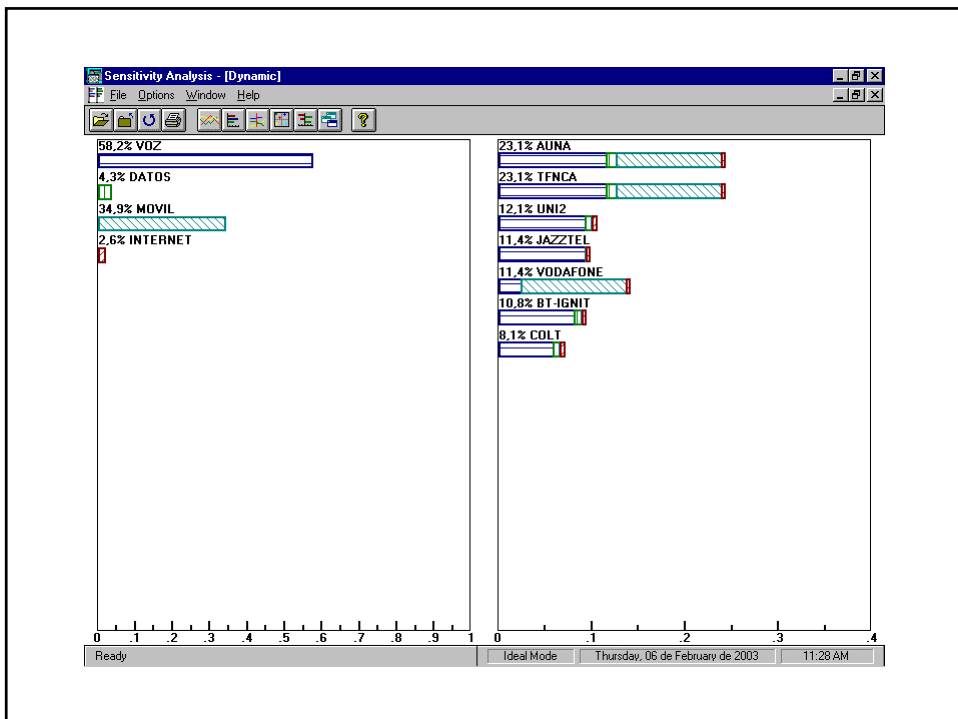 Sensitivity Analysis - [Dynamic]
File Options Window Help
58,2% VOZ
4,3% DATOS
34,9% MOVIL
2,6% INTERNET
0 .1 .2 .3 .4 .5 .6 .7 .8 .9 1
23,1% AUNA
23,1% TFNCA
12,1% UNI2
11,4% JAZZTEL
11,4% VODAFONE
10,8% BT-IGNIT
8,1% COLT
0 .1 .2 .3 .4
Ready Ideal Mode Thursday, 06 de February de 2003 11:28 AM